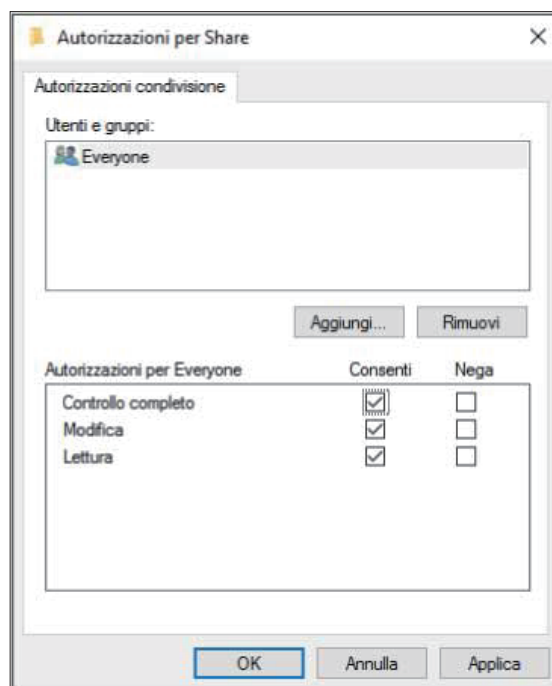 Autorizzazioni per Share
Autorizzazioni condivisione
Utenti e gruppi:
Everyone
Aggiungi... Rimuovi
Autorizzazioni per Everyone Consenti Nega
Controllo completo
Modifica
Lettura
OK Annulla Applica